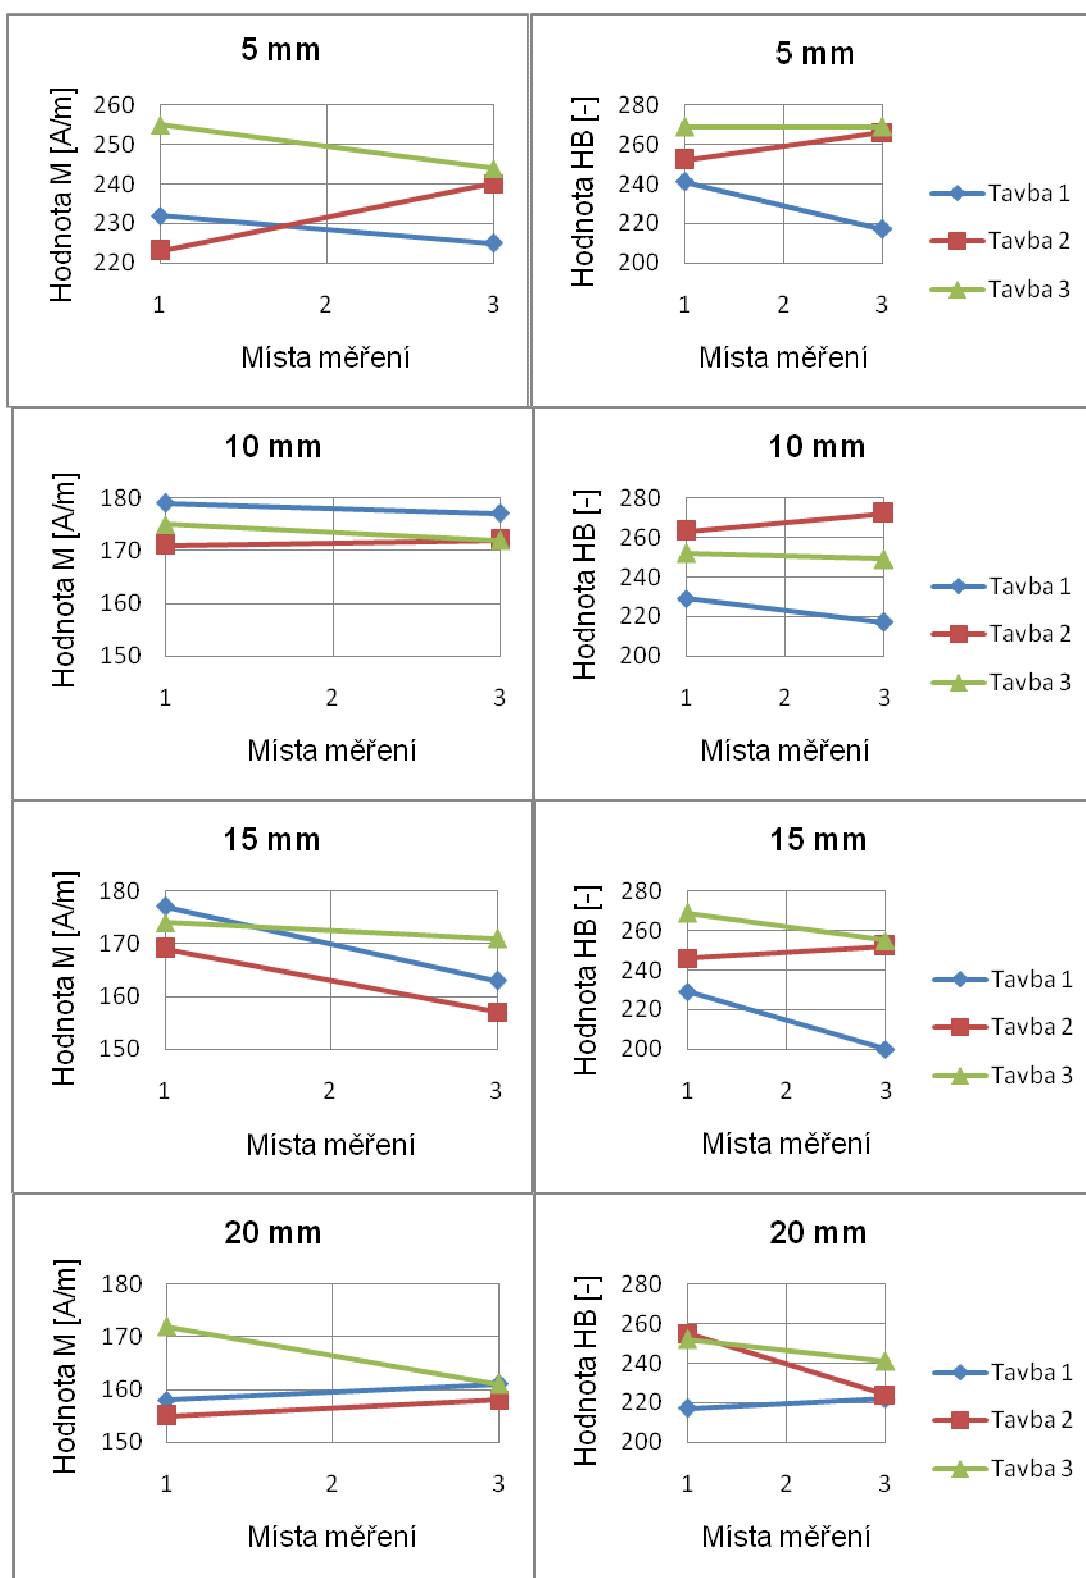 5 mm
Hodnota M [A/m]
260
250
240
230
220
1 2 3
Místa měření
5 mm
Hodnota HB [-]
280
260
240
220
200
1 2 3
Místa měření
Tavba 1
Tavba 2
Tavba 3
10 mm
Hodnota M [A/m]
180
170
160
150
1 2 3
Místa měření
10 mm
Hodnota HB [-]
280
260
240
220
200
1 2 3
Místa měření
Tavba 1
Tavba 2
Tavba 3
15 mm
Hodnota M [A/m]
180
170
160
150
1 2 3
Místa měření
15 mm
Hodnota HB [-]
280
260
240
220
200
1 2 3
Místa měření
Tavba 1
Tavba 2
Tavba 3
20 mm
Hodnota M [A/m]
180
170
160
150
1 2 3
Místa měření
20 mm
Hodnota HB [-]
280
260
240
220
200
1 2 3
Místa měření
Tavba 1
Tavba 2
Tavba 3